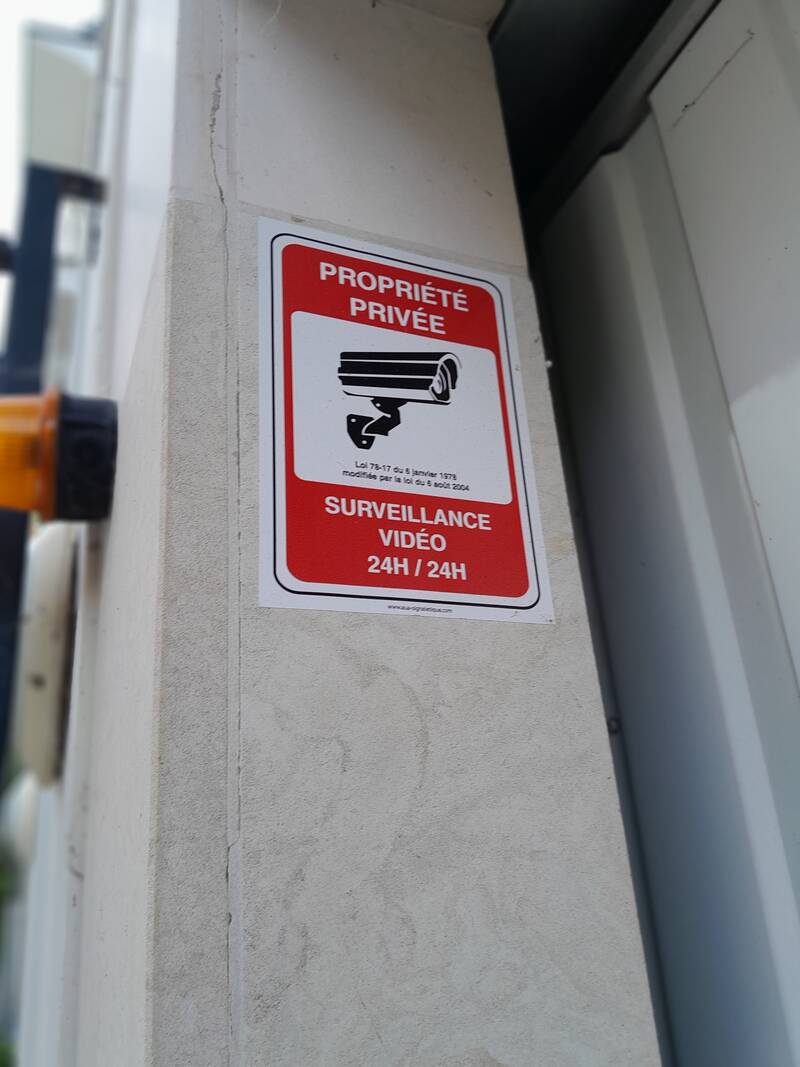 PROPRIÉTÉ
PRIVÉE
Loi 78-17 du 6 janvier 1978
modifiée par la loi du 6 août 2004
SURVEILLANCE
VIDÉO
24H / 24H